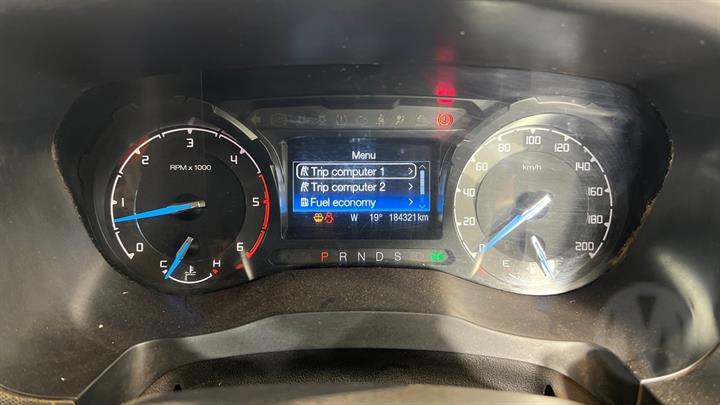 Menu
Trip computer 1
Trip computer 2
Fuel economy
W 19° 184321 km
RPM x 1000
0 1 2 3 4 5 6
C H
km/h
0 20 40 60 80 100 120 140 160 180 200
E F
P R N D S